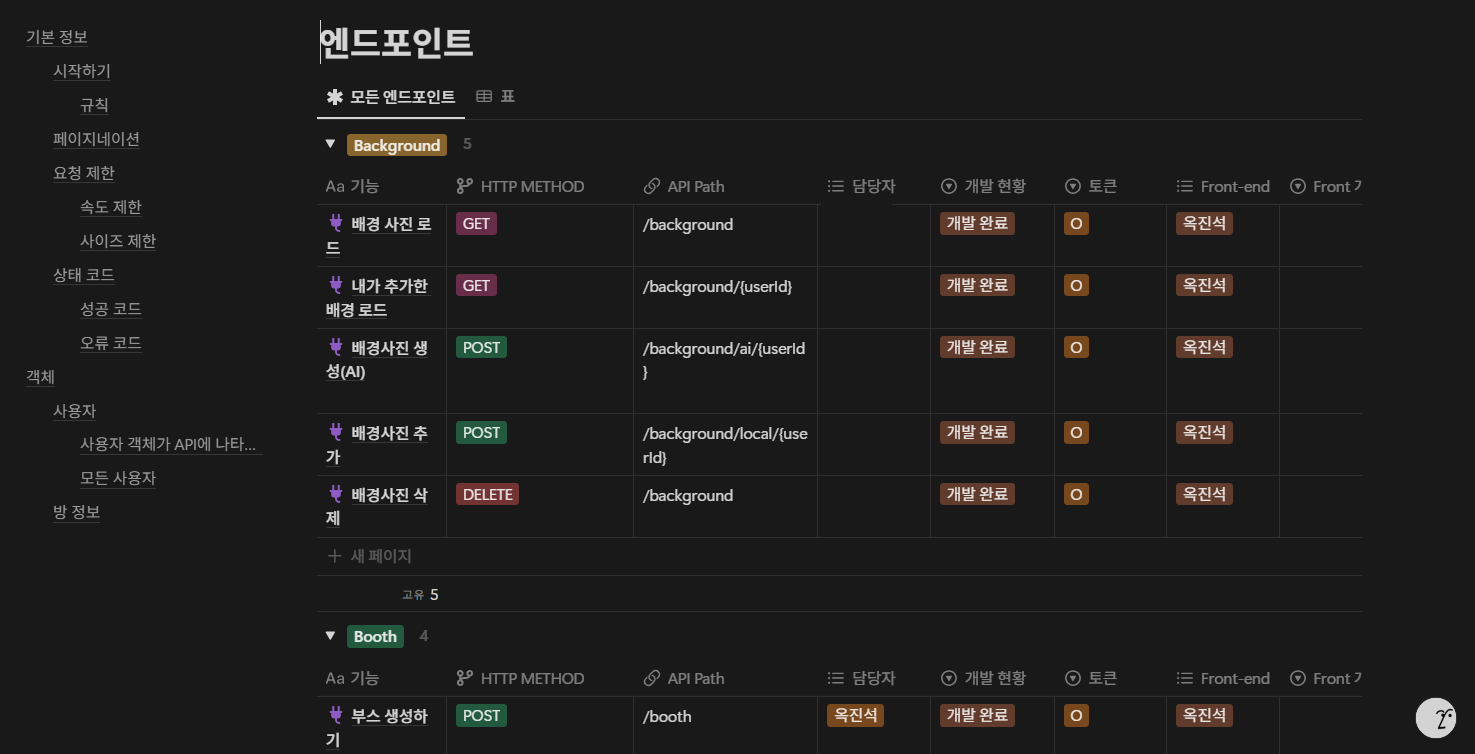 기본 정보
시작하기
규칙
페이지네이션
요청 제한
속도 제한
사이즈 제한
상태 코드
성공 코드
오류 코드
객체
사용자
사용자 객체가 API에 나타...
모든 사용자
방 정보
엔드포인트
모든 엔드포인트 표
Background 5
Aa 기능 HTTP METHOD API Path 담당자 개발 현황 토큰 Front-end Front
배경 사진 로 GET /background 개발 완료 O 옥진석
드
내가 추가한 GET /background/{userId} 개발 완료 O 옥진석
배경 로드
배경사진 생 POST /background/ai/{userId 개발 완료 O 옥진석
성(AI) }
배경사진 추 POST /background/local/{use 개발 완료 O 옥진석
가 rId}
배경사진 삭 DELETE /background 개발 완료 O 옥진석
제
새 페이지
고유 5
Booth 4
Aa 기능 HTTP METHOD API Path 담당자 개발 현황 토큰 Front-end Front
부스 생성하 POST /booth 옥진석 개발 완료 O 옥진석
기